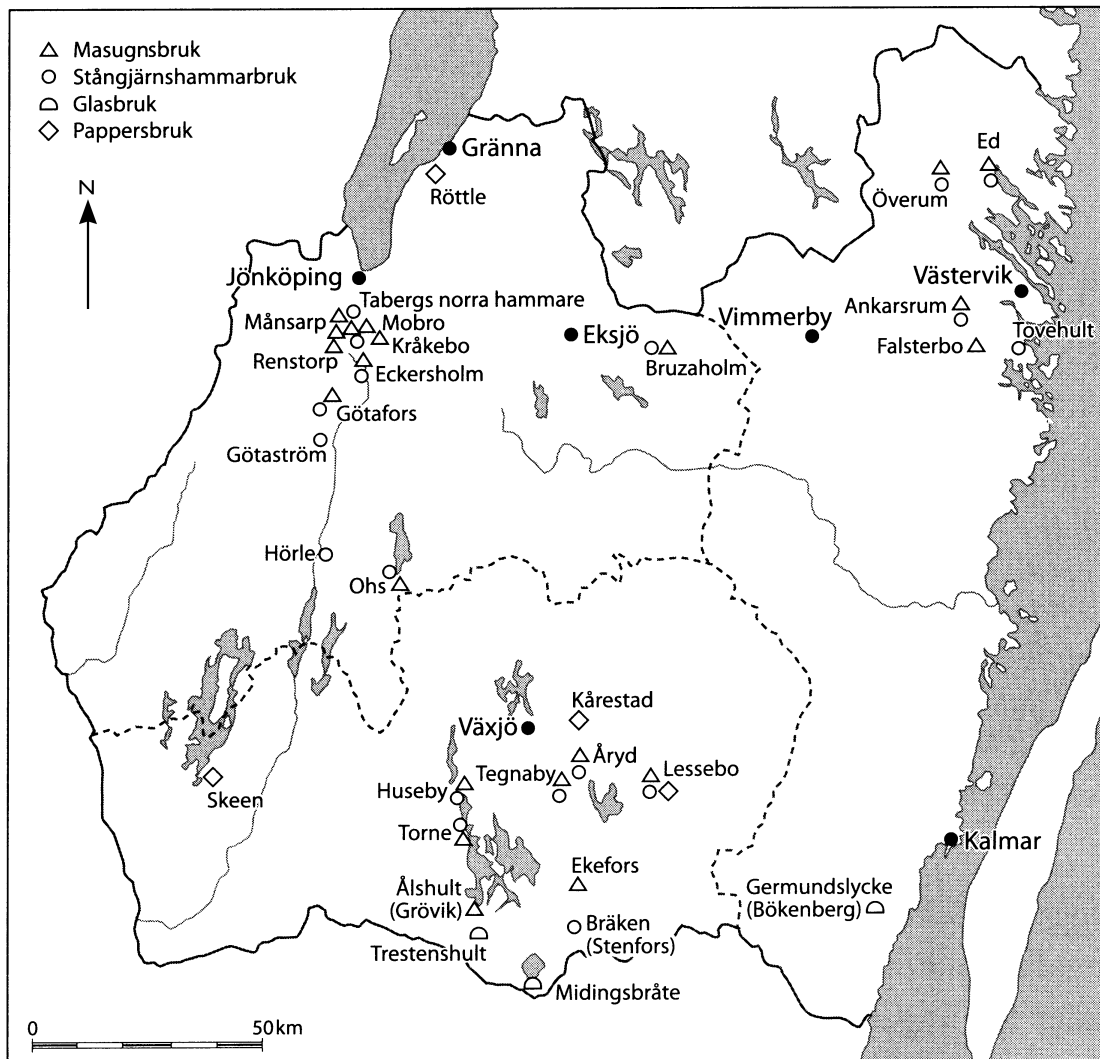 Masugnsbruk
Stångjärnshammarbruk
Glasbruk
Pappersbruk
N
Gränna
Röttle
Ed
Överum
Jönköping
Tabergs norra hammare
Västervik
Månsarp
Mobro
Ankarsrum
Kråkebo
Eksjö
Vimmerby
Tovehult
Renstorp
Bruzaholm
Falsterbo
Eckersholm
Götafors
Götaström
Hörle
Ohs
Kårestad
Växjö
Åryd
Tegnaby
Lessebo
Huseby
Skeen
Torne
Kalmar
Ekefors
Ålshult
(Grövik)
Germundslycke
(Bökenberg)
Bräken
(Stenfors)
Trestenshult
Midingsbråte
0 50 km